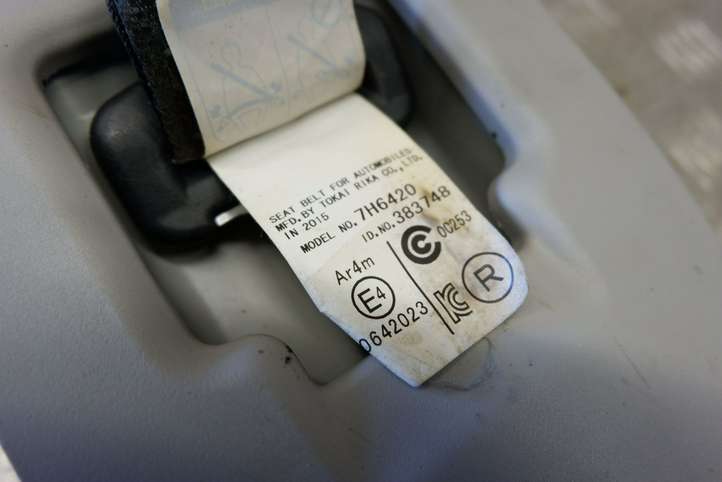 SEAT BELT FOR AUTOMOBILES
MFD. BY TOKAI RIKA CO., LTD.
IN 2015
MODEL NO. 7H6420
ID. NO. 383748
Ar4m
E4
0642023
C 00253
R